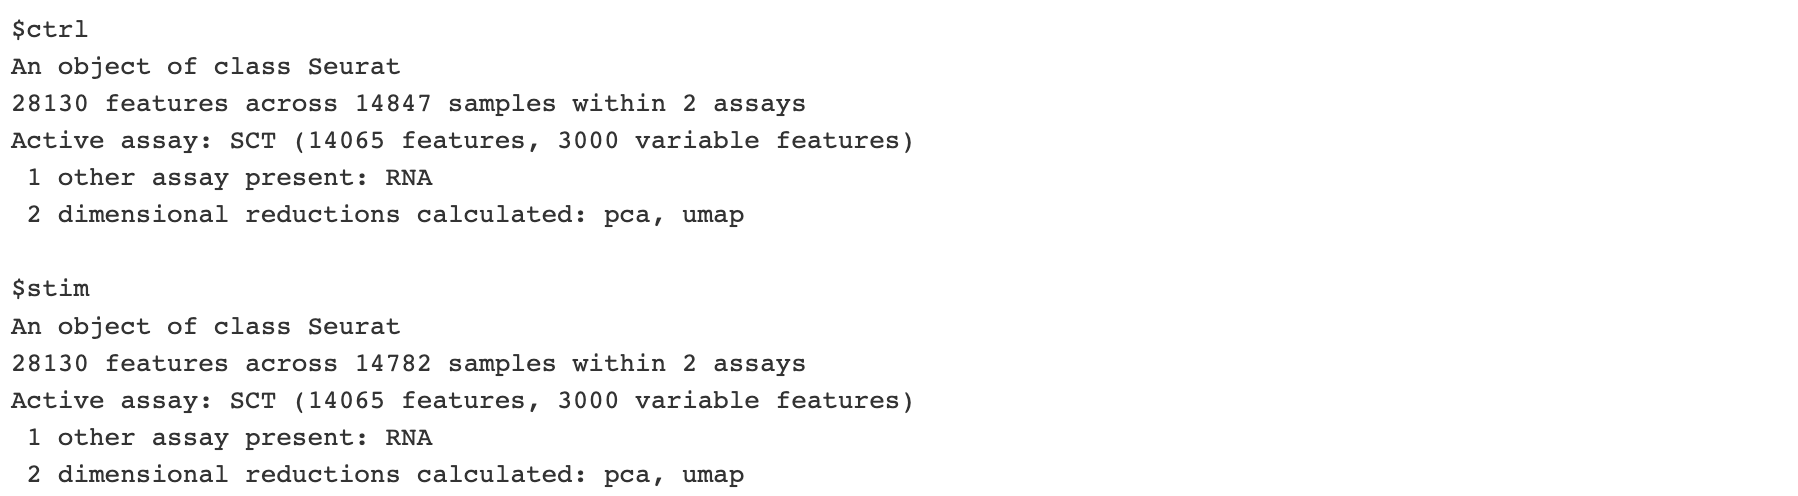 $ctrl
An object of class Seurat
28130 features across 14847 samples within 2 assays
Active assay: SCT (14065 features, 3000 variable features)
 1 other assay present: RNA
 2 dimensional reductions calculated: pca, umap

$stim
An object of class Seurat
28130 features across 14782 samples within 2 assays
Active assay: SCT (14065 features, 3000 variable features)
 1 other assay present: RNA
 2 dimensional reductions calculated: pca, umap